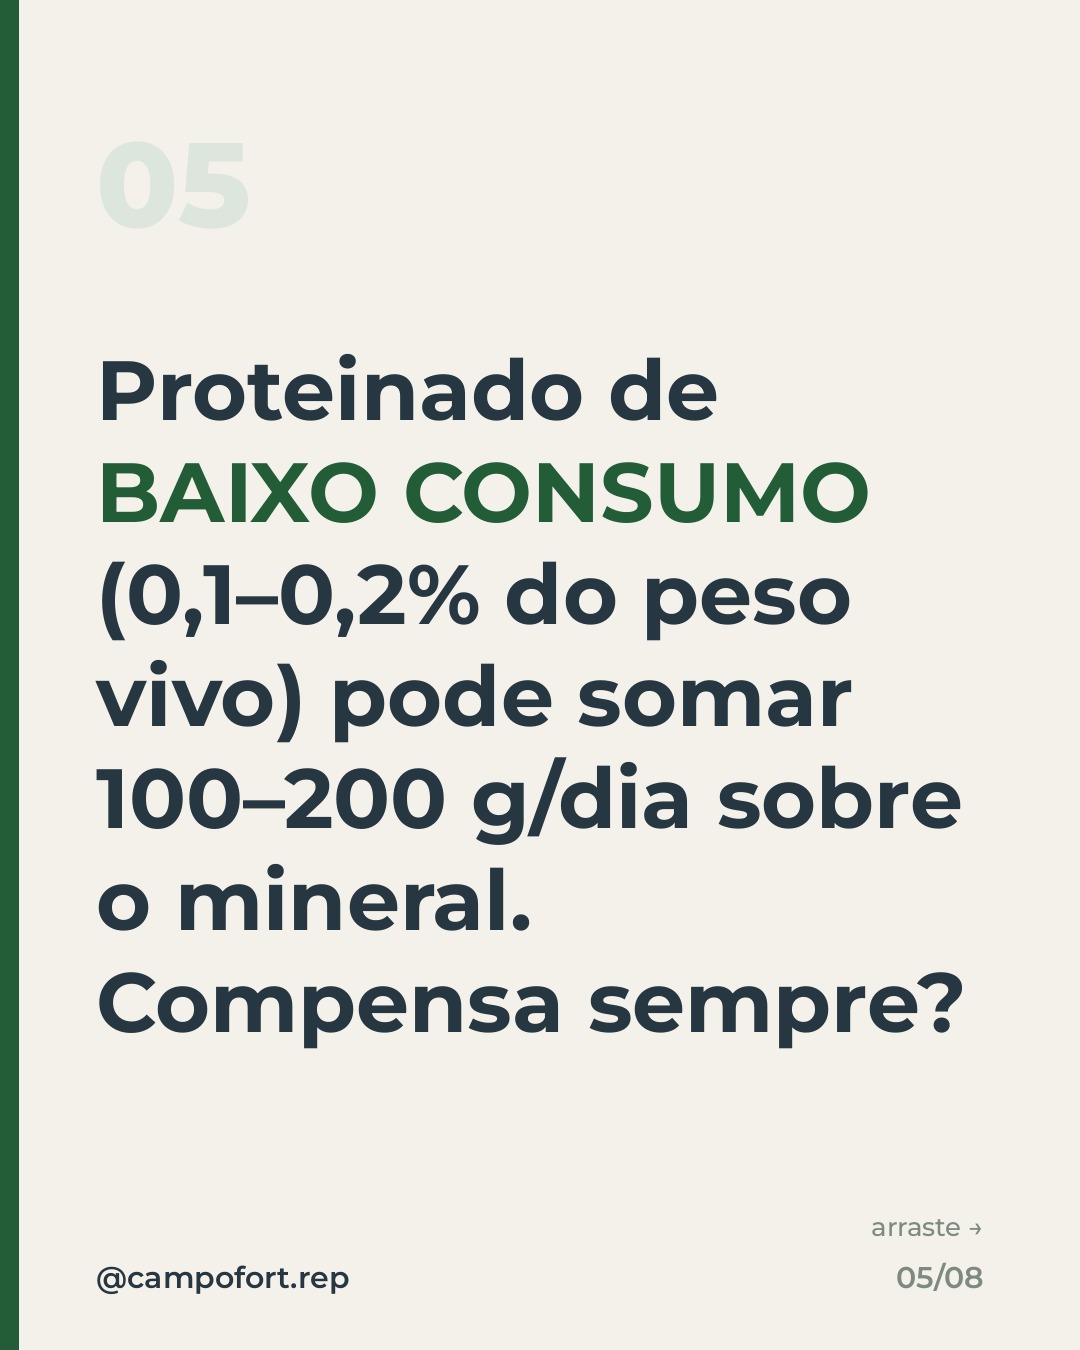 05
Proteinado de
BAIXO CONSUMO
(0,1–0,2% do peso
vivo) pode somar
100–200 g/dia sobre
o mineral.
Compensa sempre?
arraste →
@campofort.rep
05/08